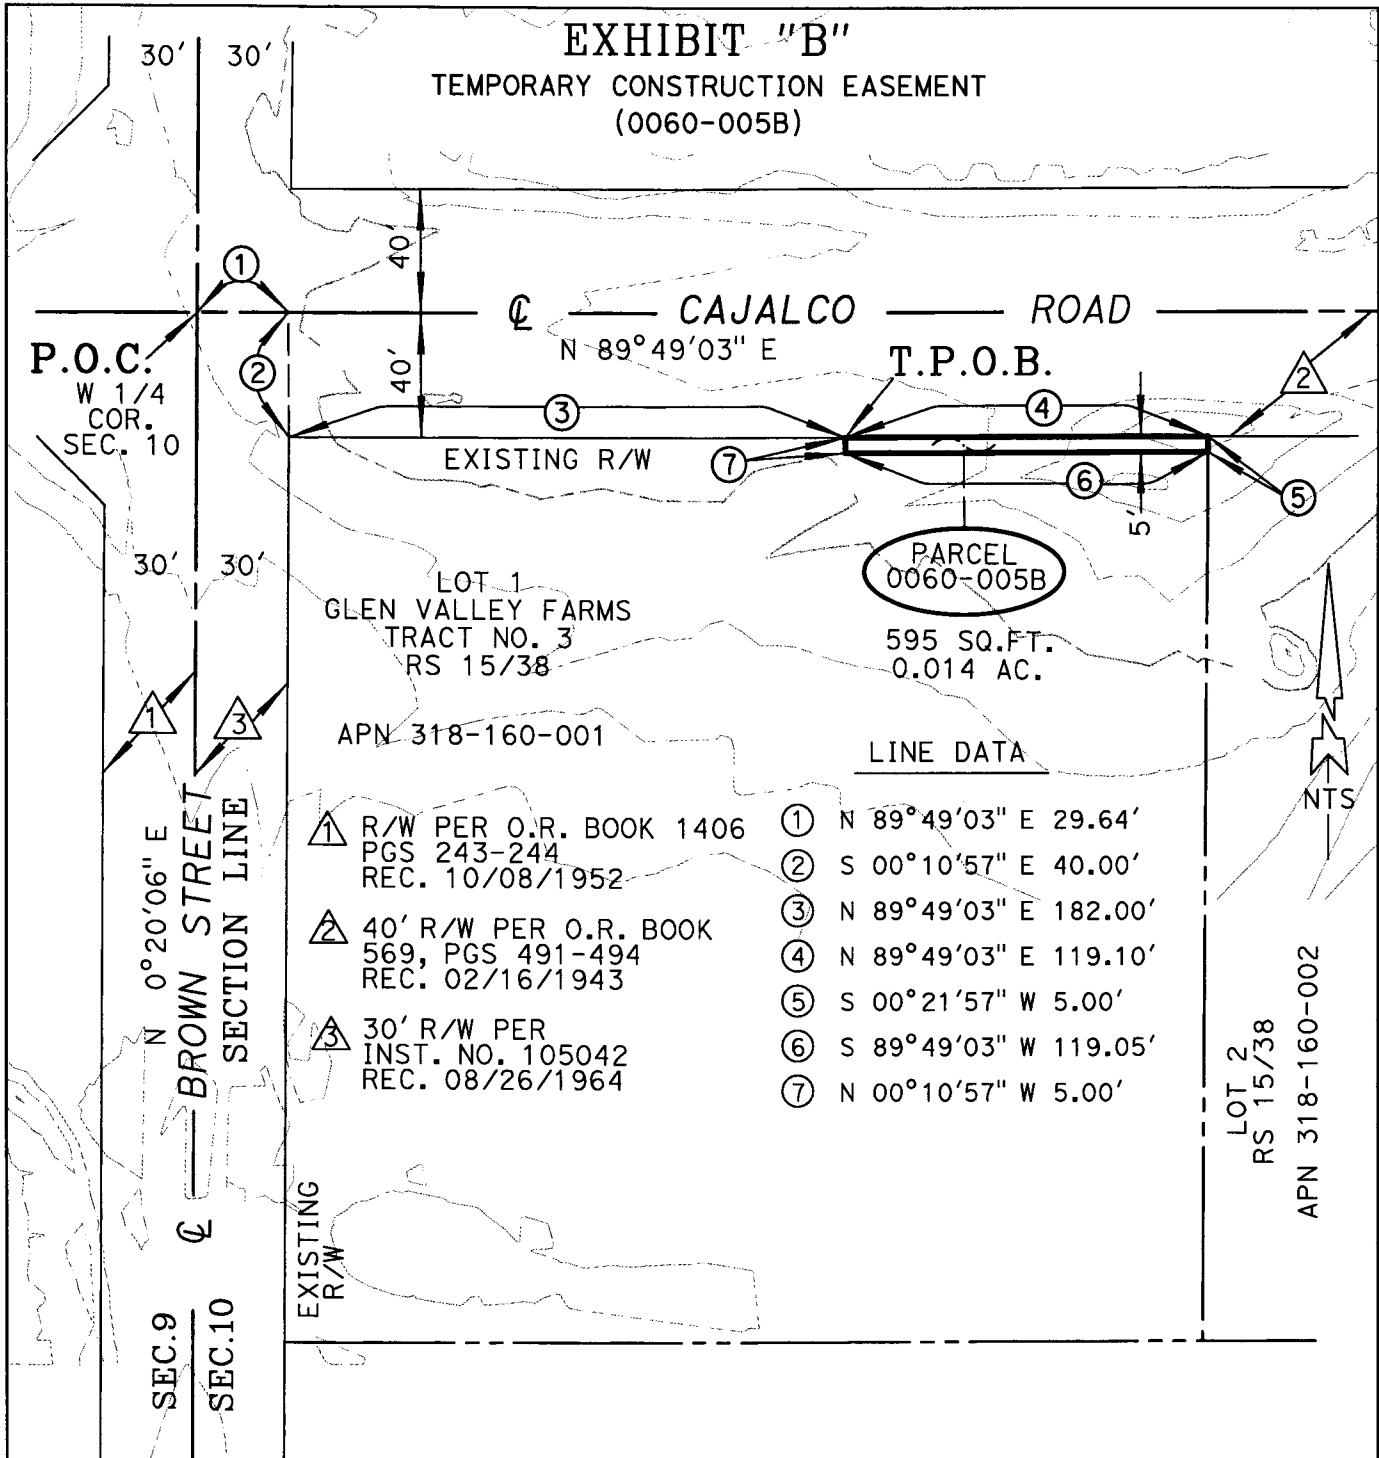 EXHIBIT "B"
TEMPORARY CONSTRUCTION EASEMENT
(0060-005B)
30' 30'
40'
1
℄ CAJALCO ROAD
N 89°49'03" E
P.O.C.
W 1/4
COR.
SEC. 10
2
40'
T.P.O.B.
2
3
4
EXISTING R/W
7
6
5
5'
30' 30'
PARCEL
0060-005B
595 SQ.FT.
0.014 AC.
LOT 1
GLEN VALLEY FARMS
TRACT NO. 3
RS 15/38
1
3
APN 318-160-001
NTS
LINE DATA
1 N 89°49'03" E 29.64'
2 S 00°10'57" E 40.00'
3 N 89°49'03" E 182.00'
4 N 89°49'03" E 119.10'
5 S 00°21'57" W 5.00'
6 S 89°49'03" W 119.05'
7 N 00°10'57" W 5.00'
1 R/W PER O.R. BOOK 1406
PGS 243-244
REC. 10/08/1952
2 40' R/W PER O.R. BOOK
569, PGS 491-494
REC. 02/16/1943
3 30' R/W PER
INST. NO. 105042
REC. 08/26/1964
N 0°20'06" E
℄ BROWN STREET
SECTION LINE
EXISTING
R/W
SEC.9
SEC.10
LOT 2
RS 15/38
APN 318-160-002